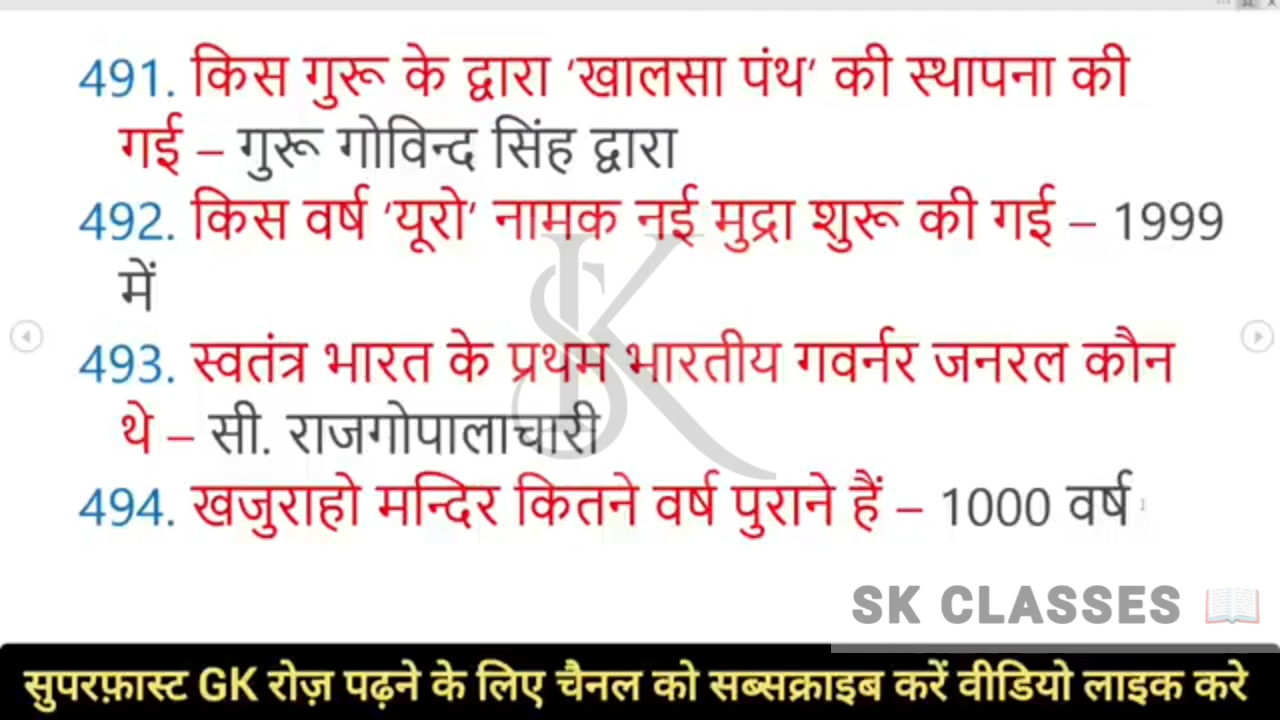 491. किस गुरू के द्वारा ‘खालसा पंथ’ की स्थापना की
गई – गुरू गोविन्द सिंह द्वारा
492. किस वर्ष ‘यूरो’ नामक नई मुद्रा शुरू की गई – 1999
में
493. स्वतंत्र भारत के प्रथम भारतीय गवर्नर जनरल कौन
थे – सी. राजगोपालाचारी
494. खजुराहो मन्दिर कितने वर्ष पुराने हैं – 1000 वर्ष
SK
SK CLASSES
सुपरफ़ास्ट GK रोज़ पढ़ने के लिए चैनल को सब्सक्राइब करें वीडियो लाइक करे